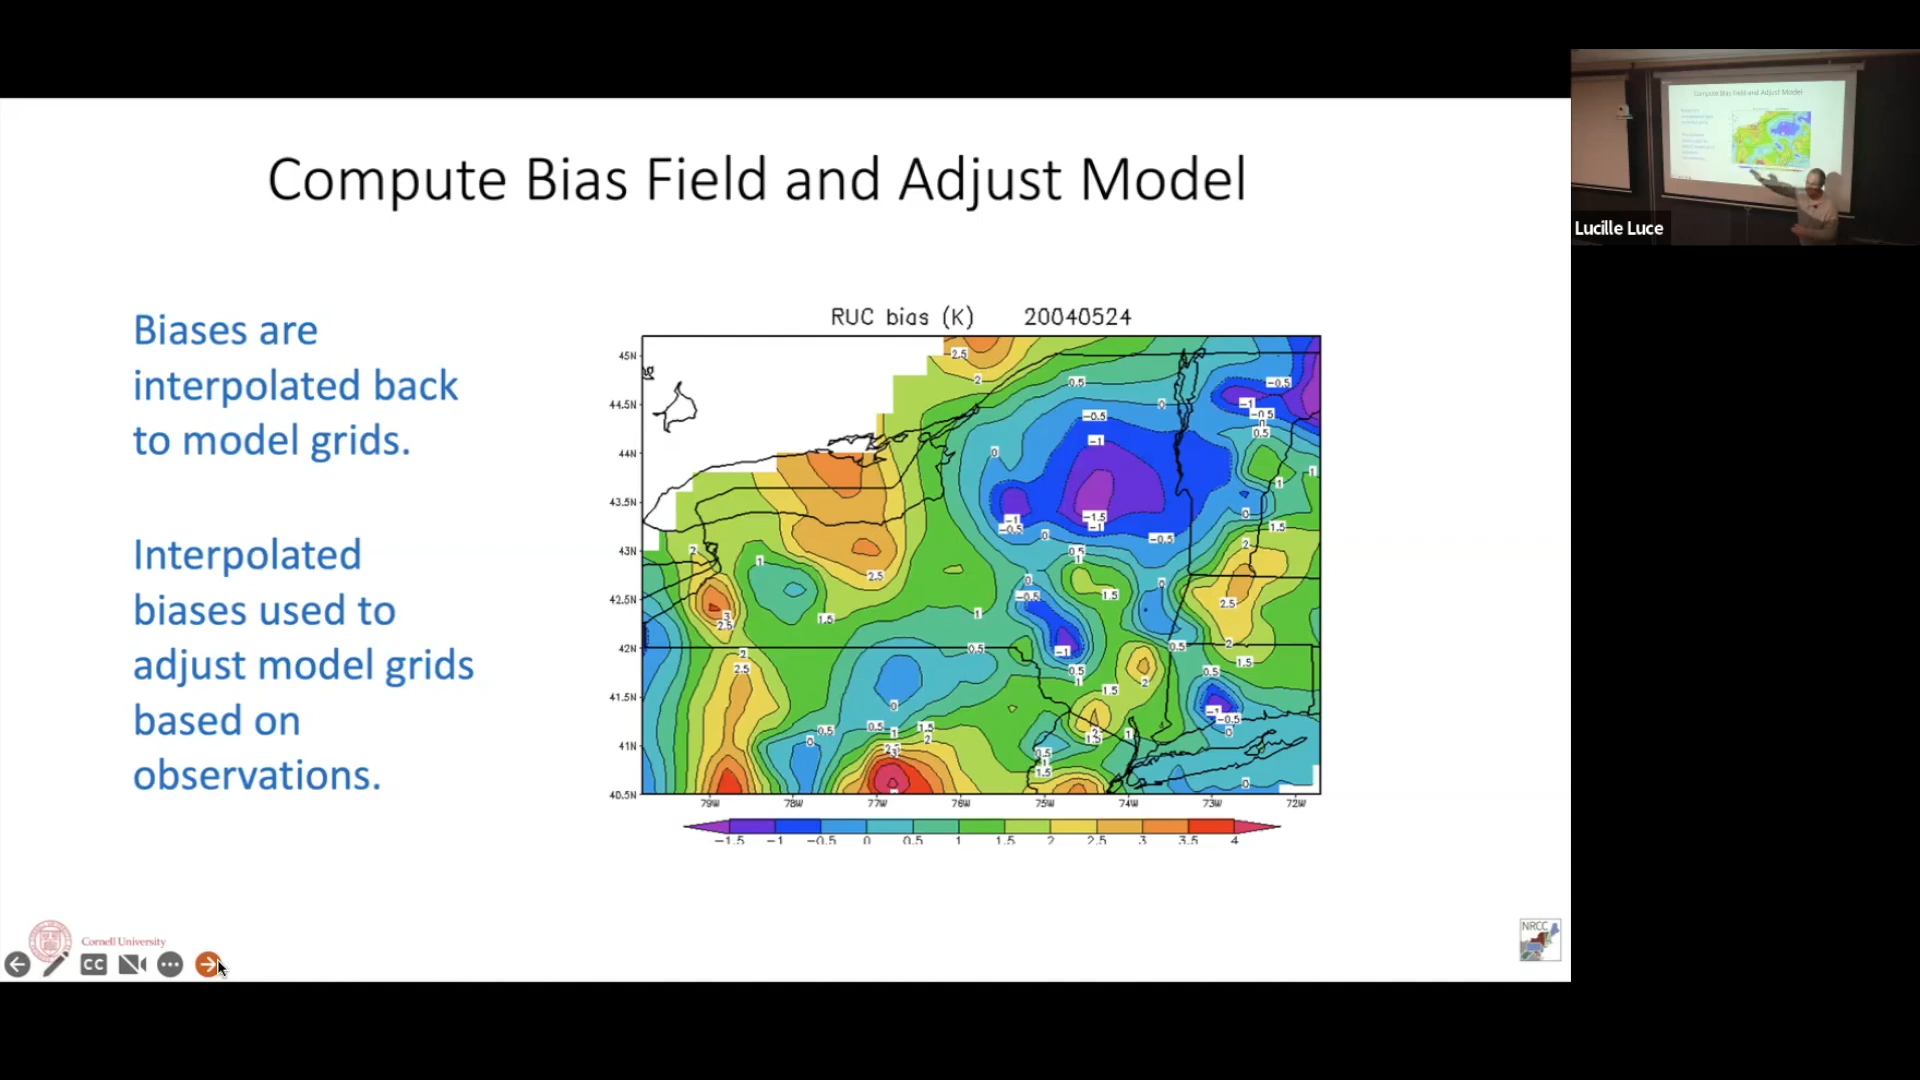 Compute Bias Field and Adjust Model
Lucille Luce
Biases are
interpolated back
to model grids.
Interpolated
biases used to
adjust model grids
based on
observations.
RUC bias (K) 20040524
45N
44.5N
44N
43.5N
43N
42.5N
42N
41.5N
41N
40.5N
79W 78W 77W 76W 75W 74W 73W 72W
-1.5 -1 -0.5 0 0.5 1 1.5 2 2.5 3 3.5 4
Cornell University
NRCC
CC